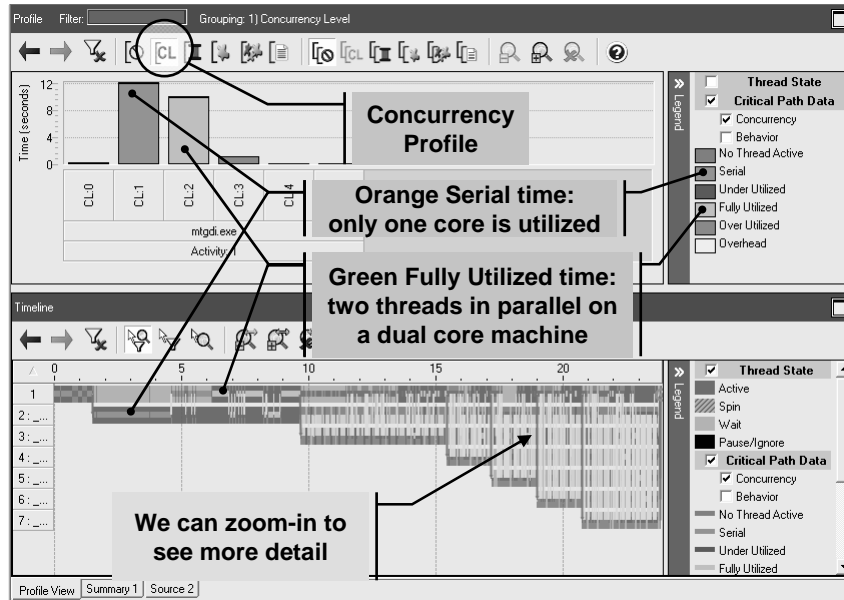 Profile Filter: Grouping: 1) Concurrency Level
CL
CL
Time (seconds)
12
8
4
0
CL:0
CL:1
CL:2
CL:3
CL:4
mtgdi.exe
Activity: 1
Concurrency
Profile
Orange Serial time:
only one core is utilized
Green Fully Utilized time:
two threads in parallel on
a dual core machine
Legend
Thread State
Critical Path Data
Concurrency
Behavior
No Thread Active
Serial
Under Utilized
Fully Utilized
Over Utilized
Overhead
Timeline
0 5 10 15 20
1
2 : _...
3 : _...
4 : _...
5 : _...
6 : _...
7 : _...
We can zoom-in to
see more detail
Legend
Thread State
Active
Spin
Wait
Pause/Ignore
Critical Path Data
Concurrency
Behavior
No Thread Active
Serial
Under Utilized
Fully Utilized
Profile View Summary 1 Source 2